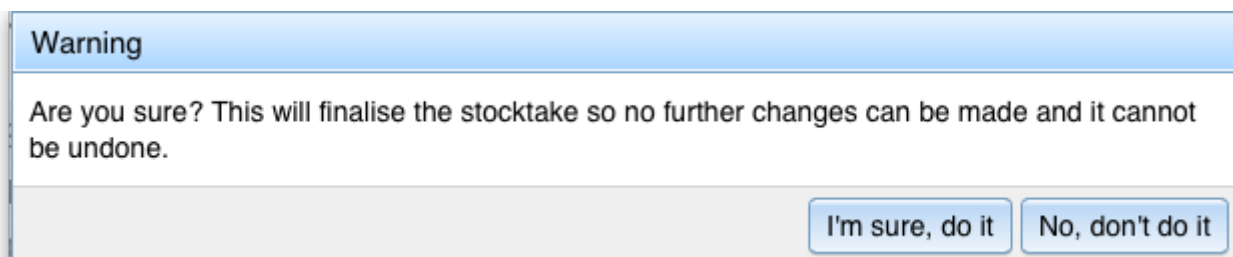 Warning
Are you sure? This will finalise the stocktake so no further changes can be made and it cannot
be undone.
I'm sure, do it
No, don't do it